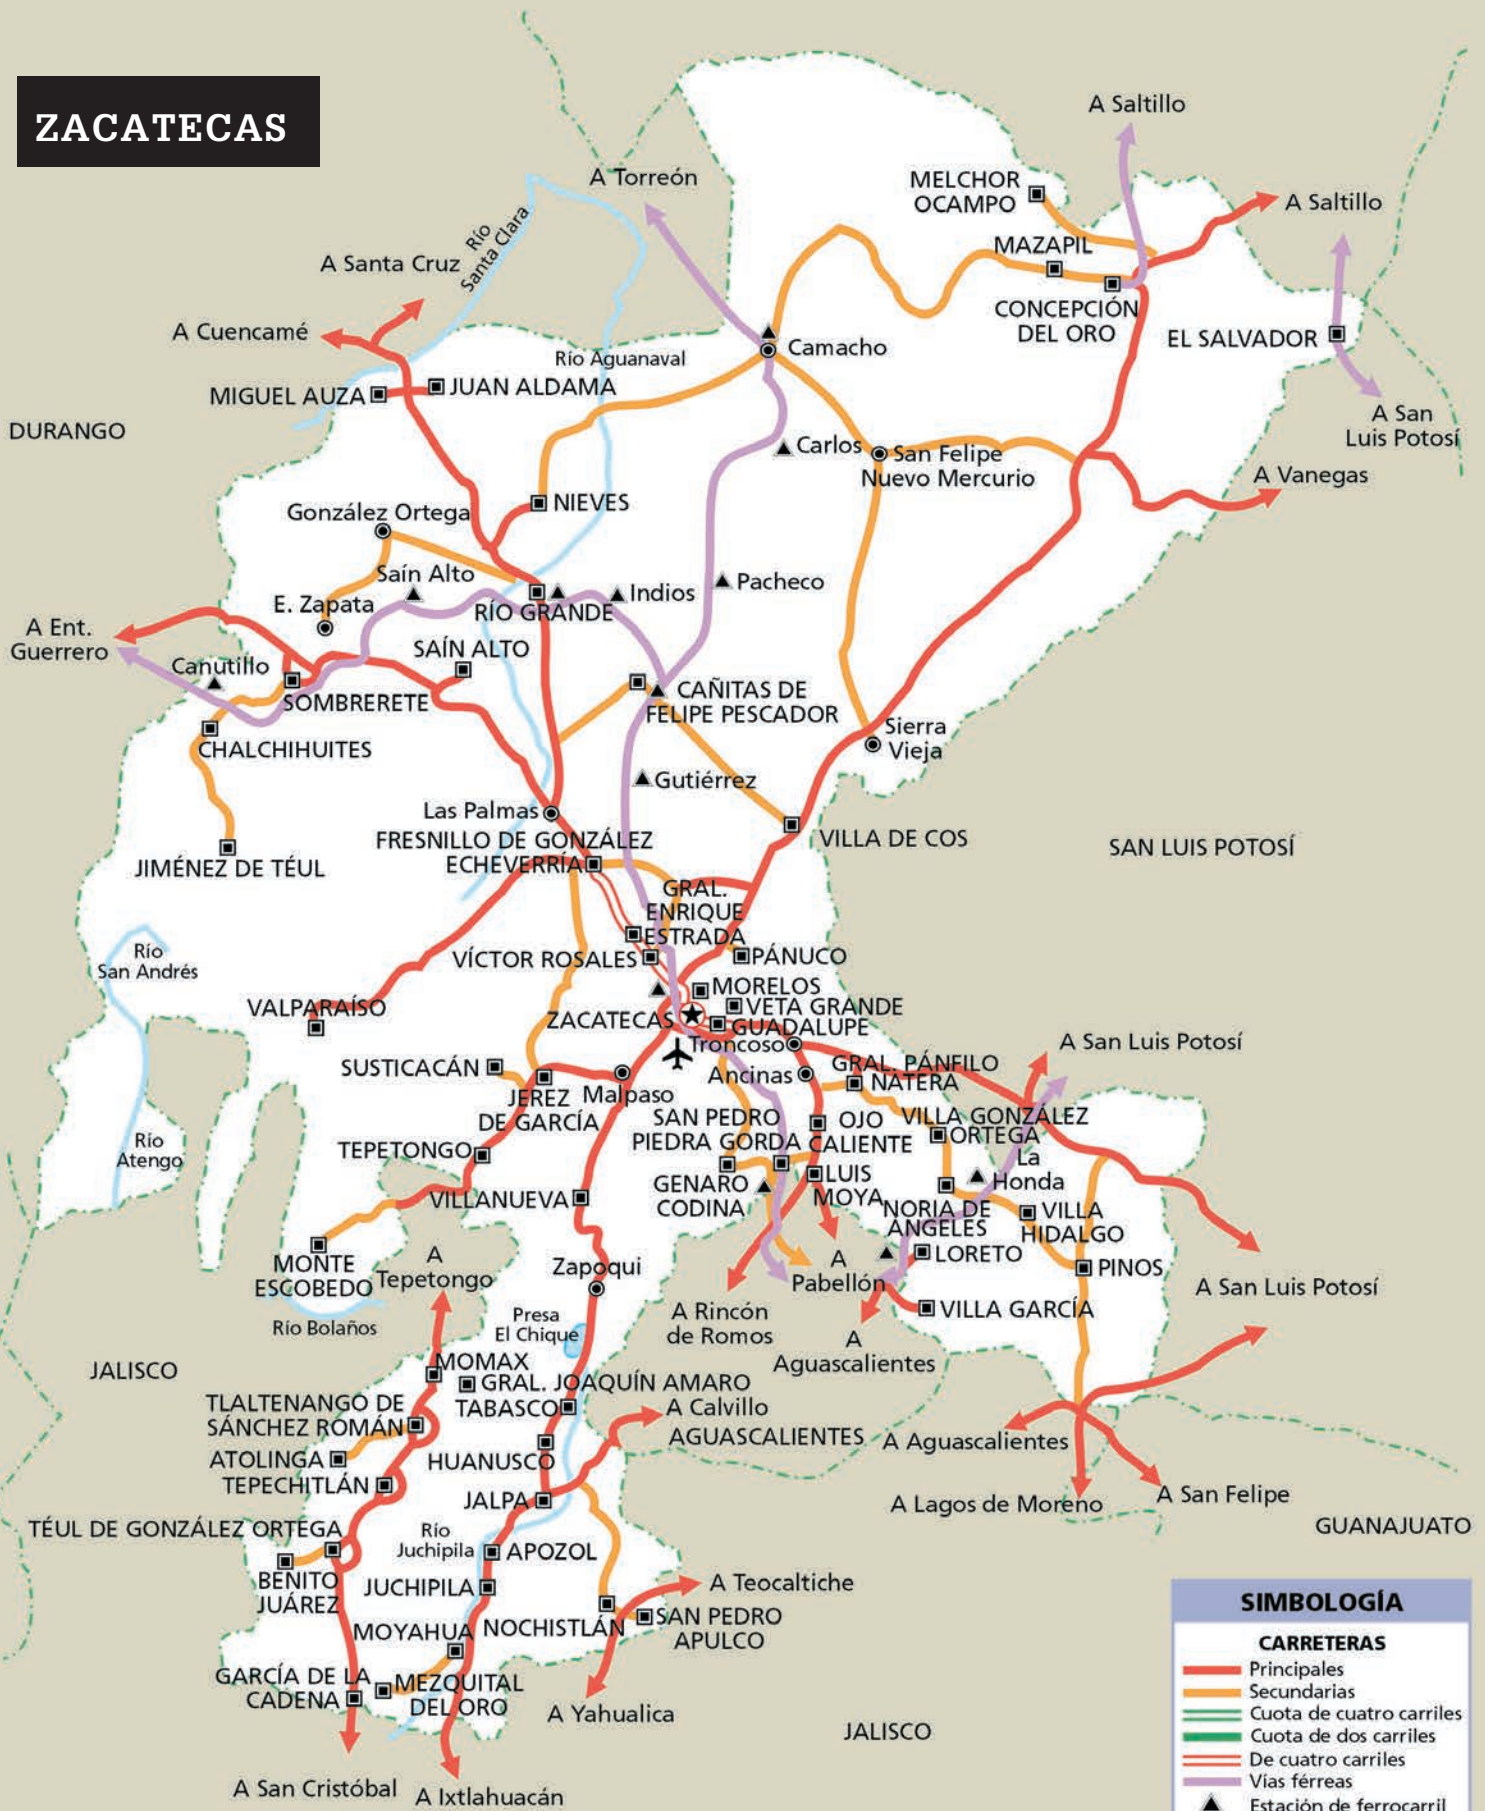 ZACATECAS
A Saltillo
A Torreón
MELCHOR
OCAMPO
A Saltillo
Río
Santa Clara
MAZAPIL
A Santa Cruz
CONCEPCIÓN
DEL ORO
A Cuencamé
EL SALVADOR
Camacho
Río Aguanaval
JUAN ALDAMA
MIGUEL AUZA
A San
Luis Potosí
DURANGO
Carlos
San Felipe
Nuevo Mercurio
A Vanegas
NIEVES
González Ortega
Saín Alto
Pacheco
Indios
E. Zapata
RÍO GRANDE
A Ent.
Guerrero
SAÍN ALTO
Canutillo
CAÑITAS DE
FELIPE PESCADOR
SOMBRERETE
Sierra
Vieja
CHALCHIHUITES
Gutiérrez
Las Palmas
VILLA DE COS
FRESNILLO DE GONZÁLEZ
ECHEVERRÍA
SAN LUIS POTOSÍ
JIMÉNEZ DE TÉUL
GRAL.
ENRIQUE
ESTRADA
Río
San Andrés
VÍCTOR ROSALES
PÁNUCO
MORELOS
VALPARAÍSO
VETA GRANDE
ZACATECAS
GUADALUPE
Troncoso
A San Luis Potosí
SUSTICACÁN
Ancinas
GRAL. PÁNFILO
NATERA
JEREZ
DE GARCÍA
Malpaso
SAN PEDRO
PIEDRA GORDA
OJO
CALIENTE
VILLA GONZÁLEZ
ORTEGA
Río
Atengo
TEPETONGO
La
Honda
GENARO
CODINA
LUIS
MOYA
VILLANUEVA
NORIA DE
ÁNGELES
VILLA
HIDALGO
LORETO
MONTE
ESCOBEDO
A
Tepetongo
Zapoqui
A
Pabellón
PINOS
A San Luis Potosí
VILLA GARCÍA
Río Bolaños
Presa
El Chique
A Rincón
de Romos
A
Aguascalientes
JALISCO
MOMAX
GRAL. JOAQUÍN AMARO
TLALTENANGO DE
SÁNCHEZ ROMÁN
TABASCO
A Calvillo
AGUASCALIENTES
A Aguascalientes
ATOLINGA
HUANUSCO
TEPECHITLÁN
JALPA
A Lagos de Moreno
A San Felipe
TÉUL DE GONZÁLEZ ORTEGA
Río
Juchipila
GUANAJUATO
APOZOL
BENITO
JUÁREZ
JUCHIPILA
A Teocaltiche
NOCHISTLÁN
SAN PEDRO
APULCO
MOYAHUA
GARCÍA DE LA
CADENA
MEZQUITAL
DEL ORO
A Yahualica
JALISCO
A San Cristóbal
A Ixtlahuacán
SIMBOLOGÍA
CARRETERAS
Principales
Secundarias
Cuota de cuatro carriles
Cuota de dos carriles
De cuatro carriles
Vías férreas
Estación de ferrocarril